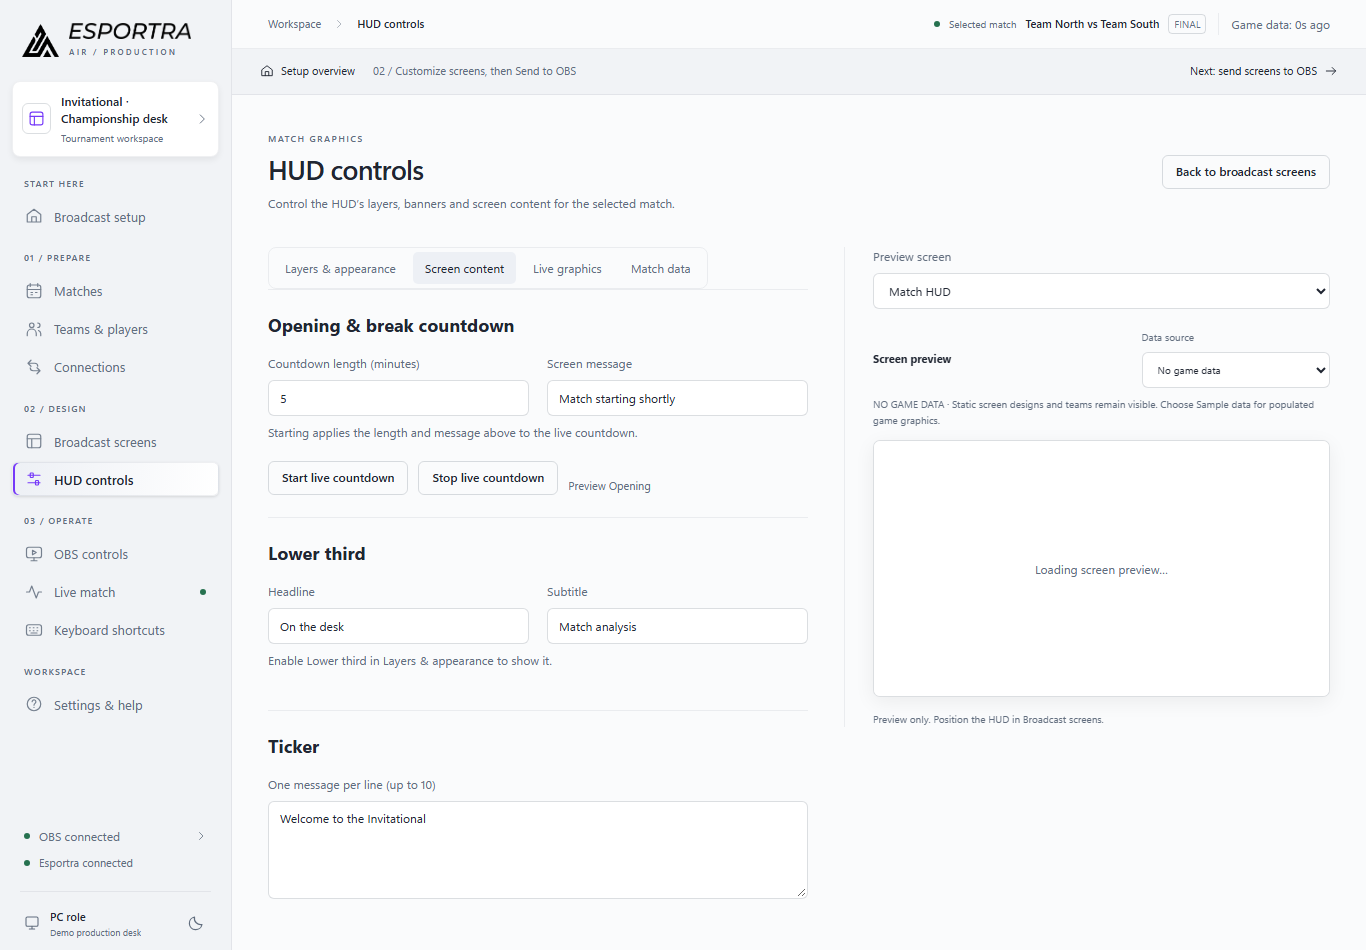 ESPORTRA
AIR / PRODUCTION
Invitational ·
Championship desk
Tournament workspace
START HERE
Broadcast setup
01 / PREPARE
Matches
Teams & players
Connections
02 / DESIGN
Broadcast screens
HUD controls
03 / OPERATE
OBS controls
Live match
Keyboard shortcuts
WORKSPACE
Settings & help
OBS connected
Esportra connected
PC role
Demo production desk
Workspace
HUD controls
Selected match
Team North vs Team South
FINAL
Game data: 0s ago
Setup overview
02 / Customize screens, then Send to OBS
Next: send screens to OBS
MATCH GRAPHICS
HUD controls
Control the HUD's layers, banners and screen content for the selected match.
Back to broadcast screens
Layers & appearance
Screen content
Live graphics
Match data
Opening & break countdown
Countdown length (minutes)
Screen message
5
Match starting shortly
Starting applies the length and message above to the live countdown.
Start live countdown
Stop live countdown
Preview Opening
Lower third
Headline
Subtitle
On the desk
Match analysis
Enable Lower third in Layers & appearance to show it.
Ticker
One message per line (up to 10)
Welcome to the Invitational
Preview screen
Match HUD
Screen preview
Data source
No game data
NO GAME DATA · Static screen designs and teams remain visible. Choose Sample data for populated
game graphics.
Loading screen preview...
Preview only. Position the HUD in Broadcast screens.